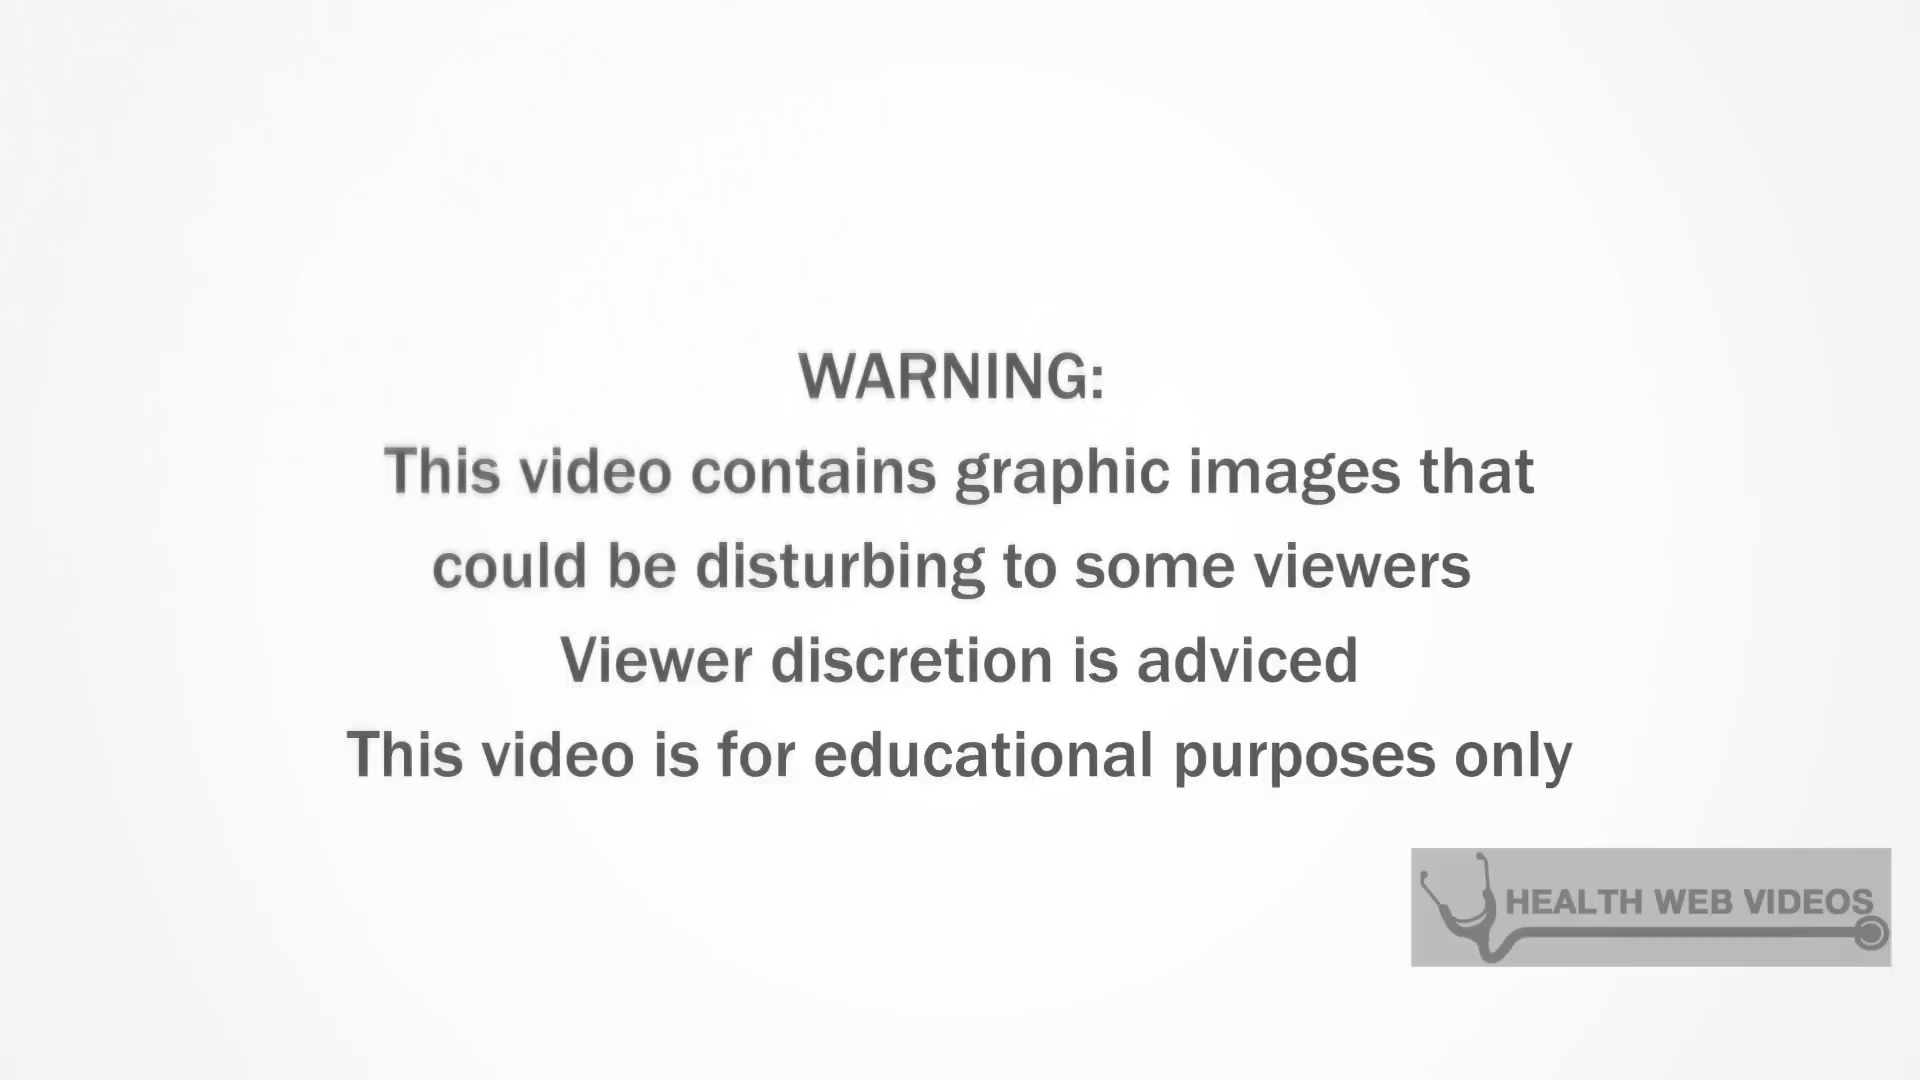 WARNING:
This video contains graphic images that
could be disturbing to some viewers
Viewer discretion is adviced
This video is for educational purposes only
HEALTH WEB VIDEOS